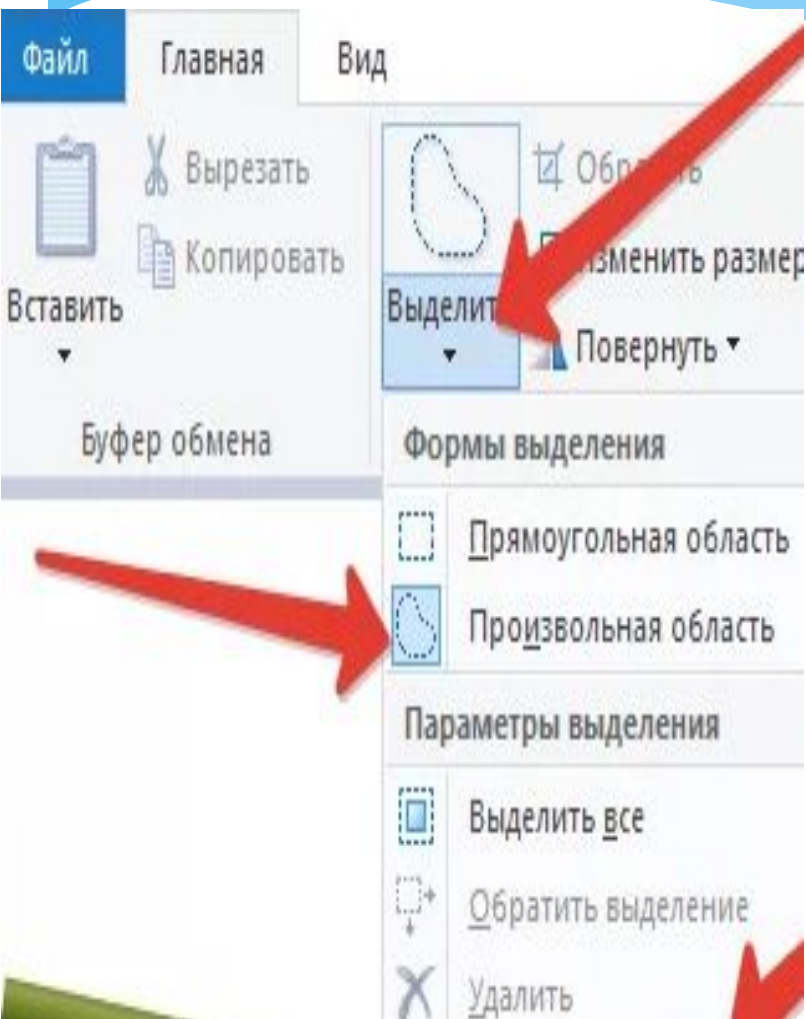 Файл Главная Вид
Вырезать
Копировать
Вставить
Буфер обмена
Изменить размер
Повернуть
Формы выделения
Прямоугольная область
Произвольная область
Параметры выделения
Выделить все
Обратить выделение
Удалить